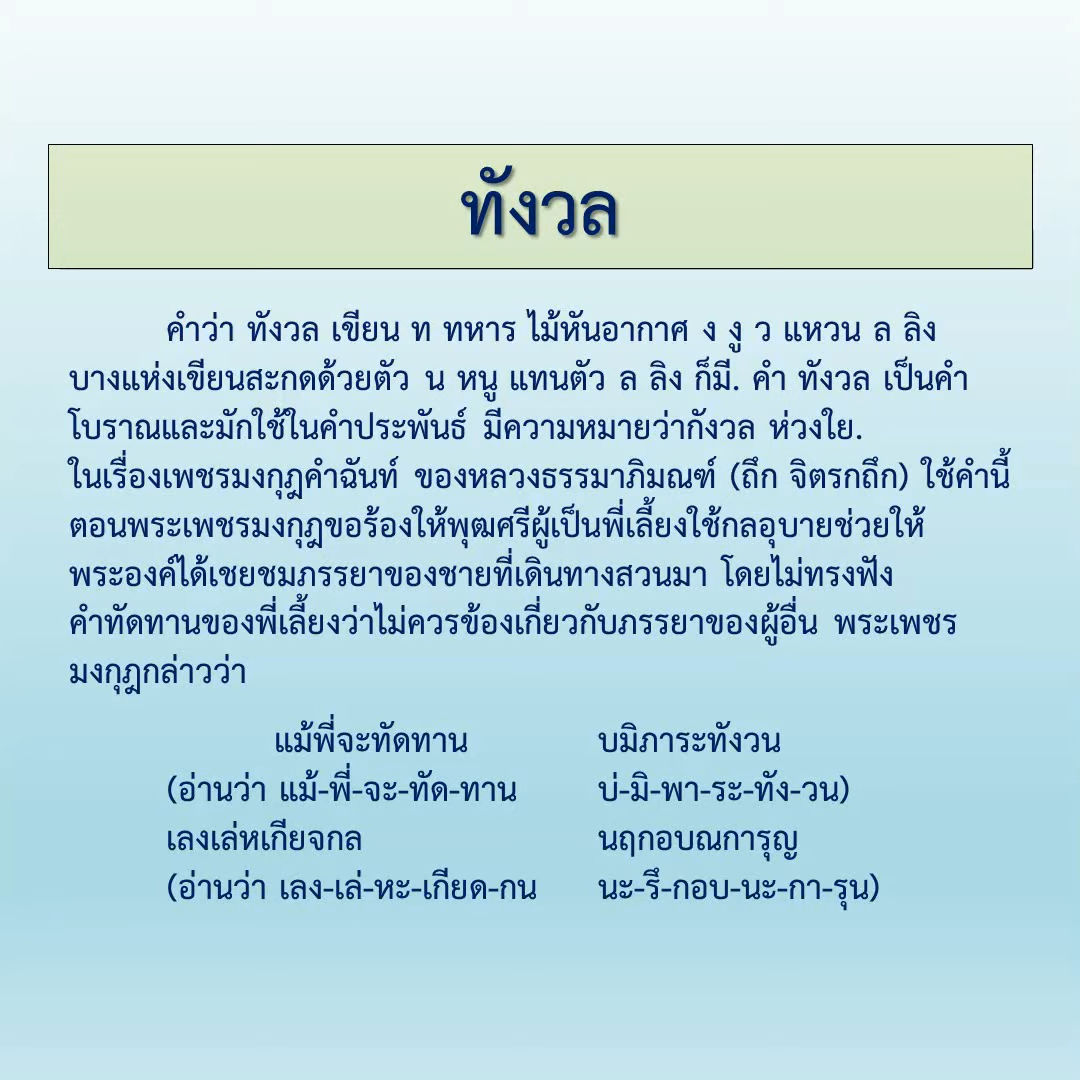 ทังวล
คำว่า ทังวล เขียน ท ทหาร ไม้หันอากาศ ง งู ว แหวน ล ลิง
บางแห่งเขียนสะกดด้วยตัว น หนู แทนตัว ล ลิง ก็มี. คำ ทังวล เป็นคำ
โบราณและมักใช้ในคำประพันธ์ มีความหมายว่ากังวล ห่วงใย.
ในเรื่องเพชรมงกุฎคำฉันท์ ของหลวงธรรมาภิมณฑ์ (ถึก จิตรกถึก) ใช้คำนี้
ตอนพระเพชรมงกุฎขอร้องให้พุฒศรีผู้เป็นพี่เลี้ยงใช้กลอุบายช่วยให้
พระองค์ได้เชยชมภรรยาของชายที่เดินทางสวนมา โดยไม่ทรงฟัง
คำทัดทานของพี่เลี้ยงว่าไม่ควรข้องเกี่ยวกับภรรยาของผู้อื่น พระเพชร
มงกุฎกล่าวว่า
แม้พี่จะทัดทาน บมิภาระทังวน
(อ่านว่า แม้-พี่-จะ-ทัด-ทาน บ่-มิ-พา-ระ-ทัง-วน)
เลงเล่หเกียจกล นฤกอบณการุญ
(อ่านว่า เลง-เล่-หะ-เกียด-กน นะ-รึ-กอบ-นะ-กา-รุน)